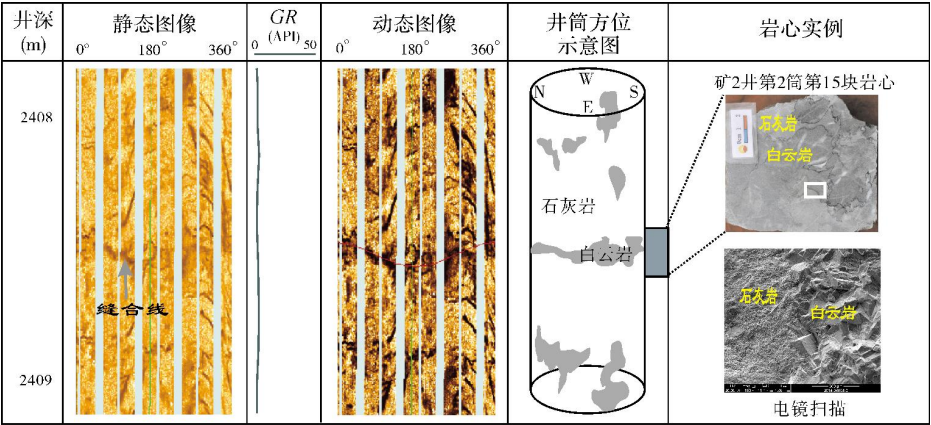 井深
(m)
静态图像
0° 180° 360°
GR
(API)
0 50
动态图像
0° 180° 360°
井筒方位
示意图
岩心实例
2408
2409
缝合线
W
N S
E
石灰岩
白云岩
矿2井第2筒第15块岩心
石灰岩
白云岩
石灰岩
白云岩
电镜扫描